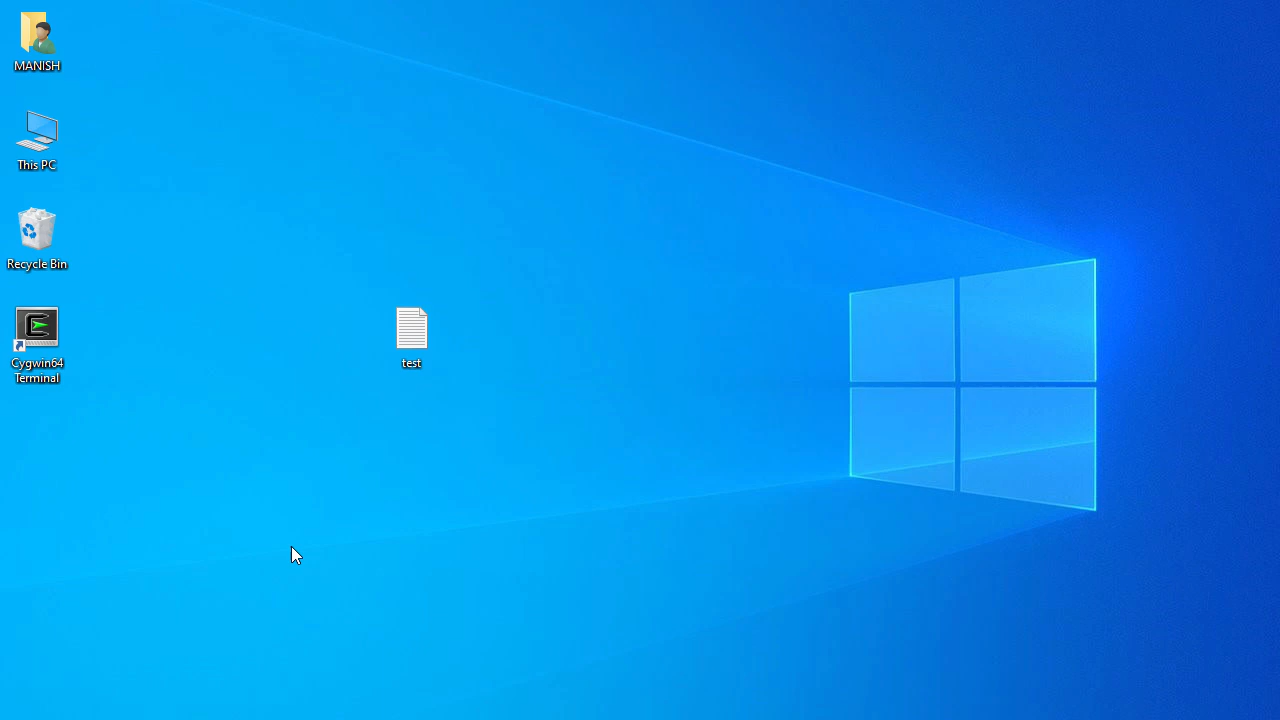 MANISH
This PC
Recycle Bin
Cygwin64
Terminal
test